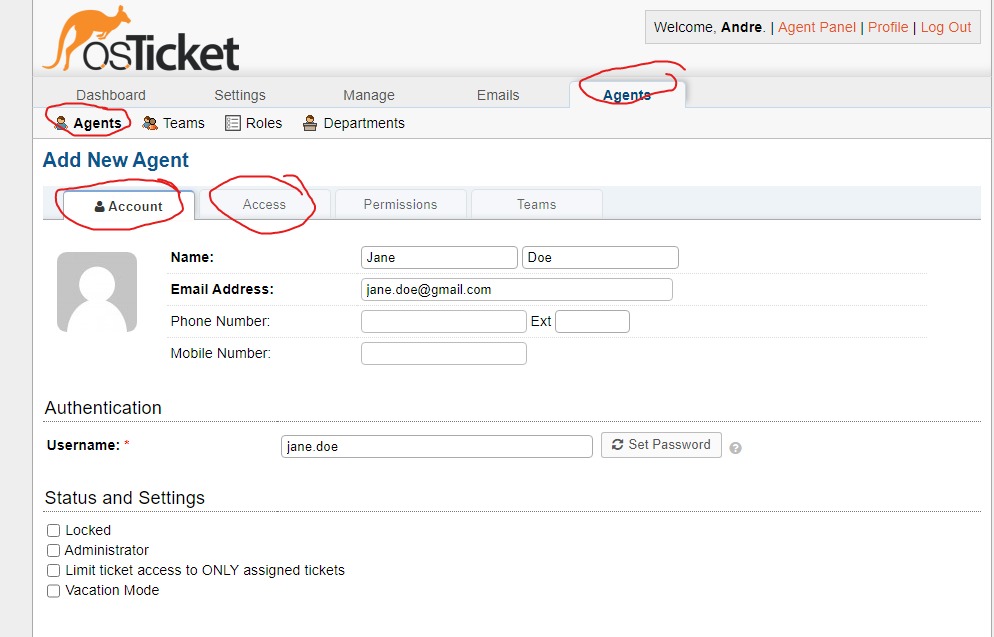 osTicket
Welcome, Andre. | Agent Panel | Profile | Log Out
Dashboard Settings Manage Emails Agents
Agents Teams Roles Departments
Add New Agent
Account Access Permissions Teams
Name: Jane Doe
Email Address: jane.doe@gmail.com
Phone Number: Ext
Mobile Number:
Authentication
Username: * jane.doe Set Password ?
Status and Settings
Locked
Administrator
Limit ticket access to ONLY assigned tickets
Vacation Mode